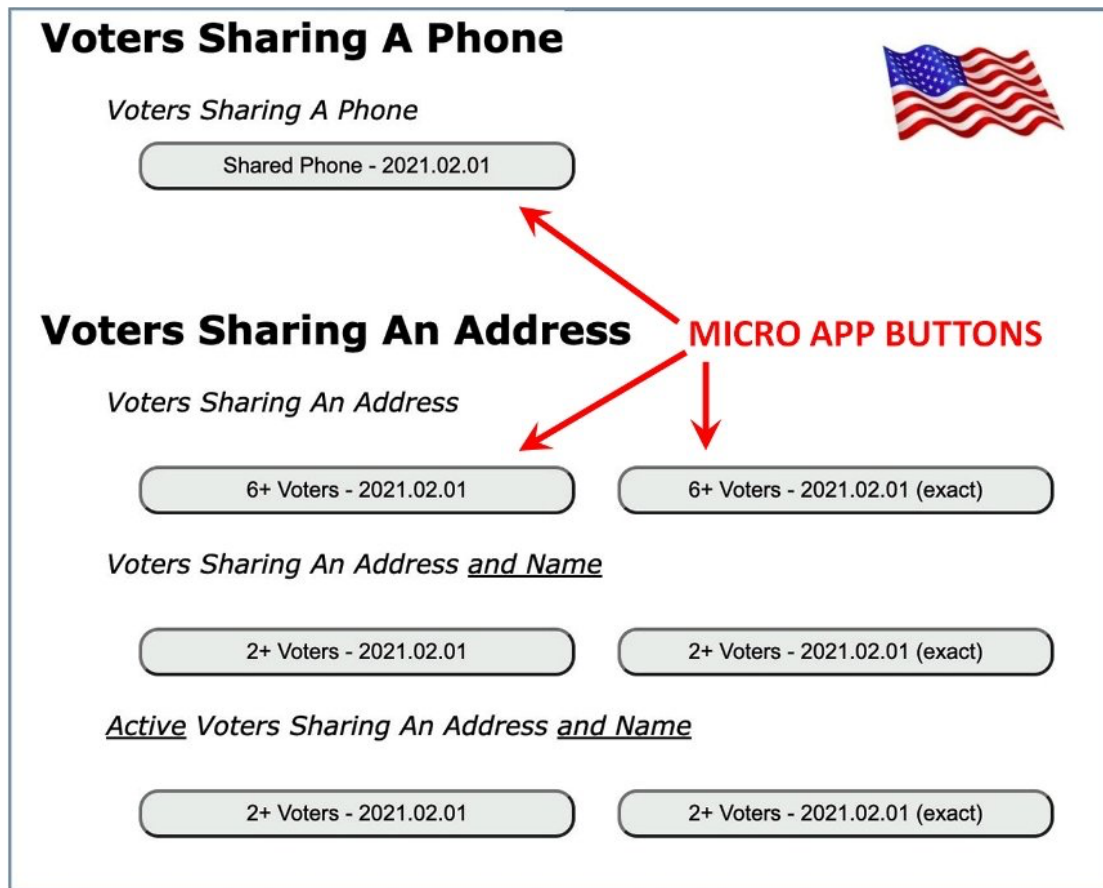 Voters Sharing A Phone
Voters Sharing A Phone
Shared Phone - 2021.02.01
Voters Sharing An Address
MICRO APP BUTTONS
Voters Sharing An Address
6+ Voters - 2021.02.01
6+ Voters - 2021.02.01 (exact)
Voters Sharing An Address and Name
2+ Voters - 2021.02.01
2+ Voters - 2021.02.01 (exact)
Active Voters Sharing An Address and Name
2+ Voters - 2021.02.01
2+ Voters - 2021.02.01 (exact)